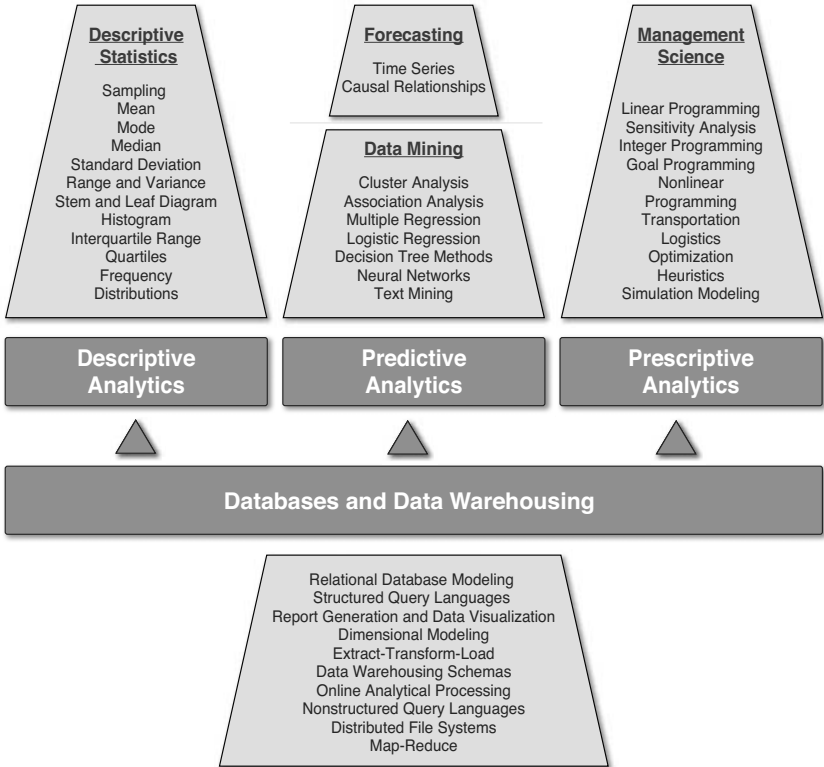 Descriptive
Statistics
Sampling
Mean
Mode
Median
Standard Deviation
Range and Variance
Stem and Leaf Diagram
Histogram
Interquartile Range
Quartiles
Frequency
Distributions
Forecasting
Time Series
Causal Relationships
Data Mining
Cluster Analysis
Association Analysis
Multiple Regression
Logistic Regression
Decision Tree Methods
Neural Networks
Text Mining
Management
Science
Linear Programming
Sensitivity Analysis
Integer Programming
Goal Programming
Nonlinear
Programming
Transportation
Logistics
Optimization
Heuristics
Simulation Modeling
Descriptive
Analytics
Predictive
Analytics
Prescriptive
Analytics
Databases and Data Warehousing
Relational Database Modeling
Structured Query Languages
Report Generation and Data Visualization
Dimensional Modeling
Extract-Transform-Load
Data Warehousing Schemas
Online Analytical Processing
Nonstructured Query Languages
Distributed File Systems
Map-Reduce